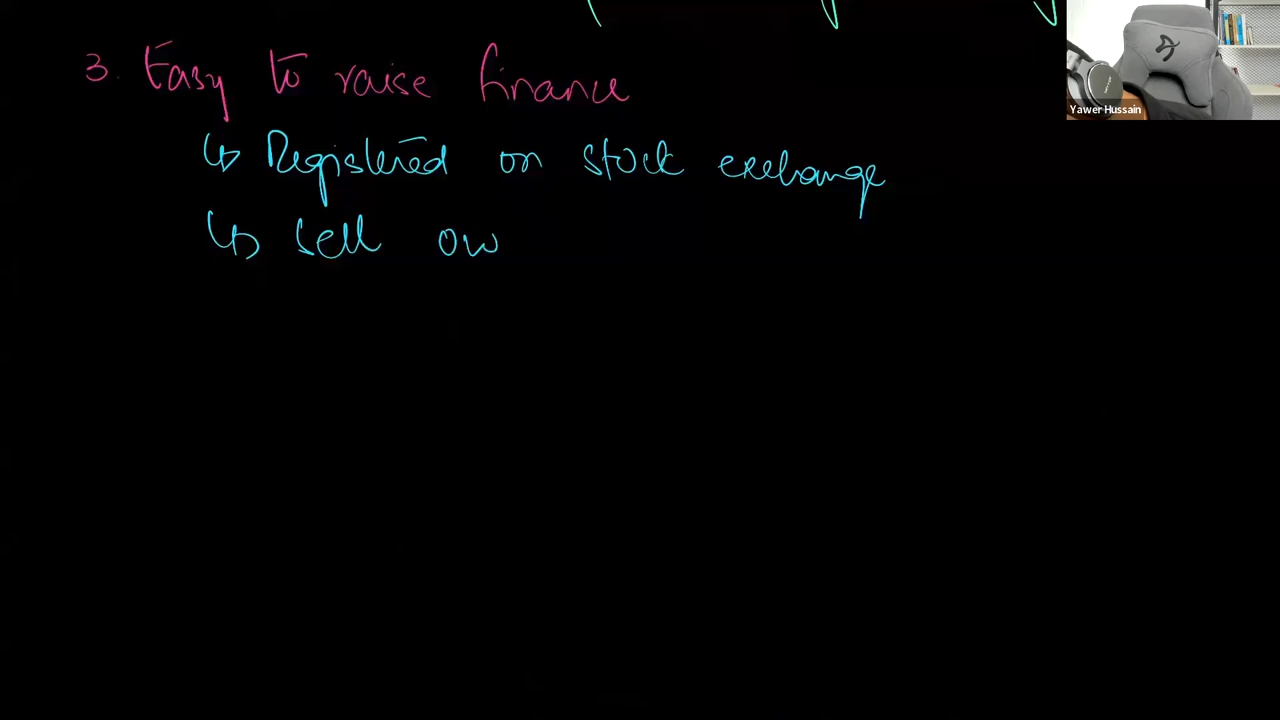 3. Easy to raise finance
↳ Registered on stock exchange
↳ Sell ow
Yawer Hussain